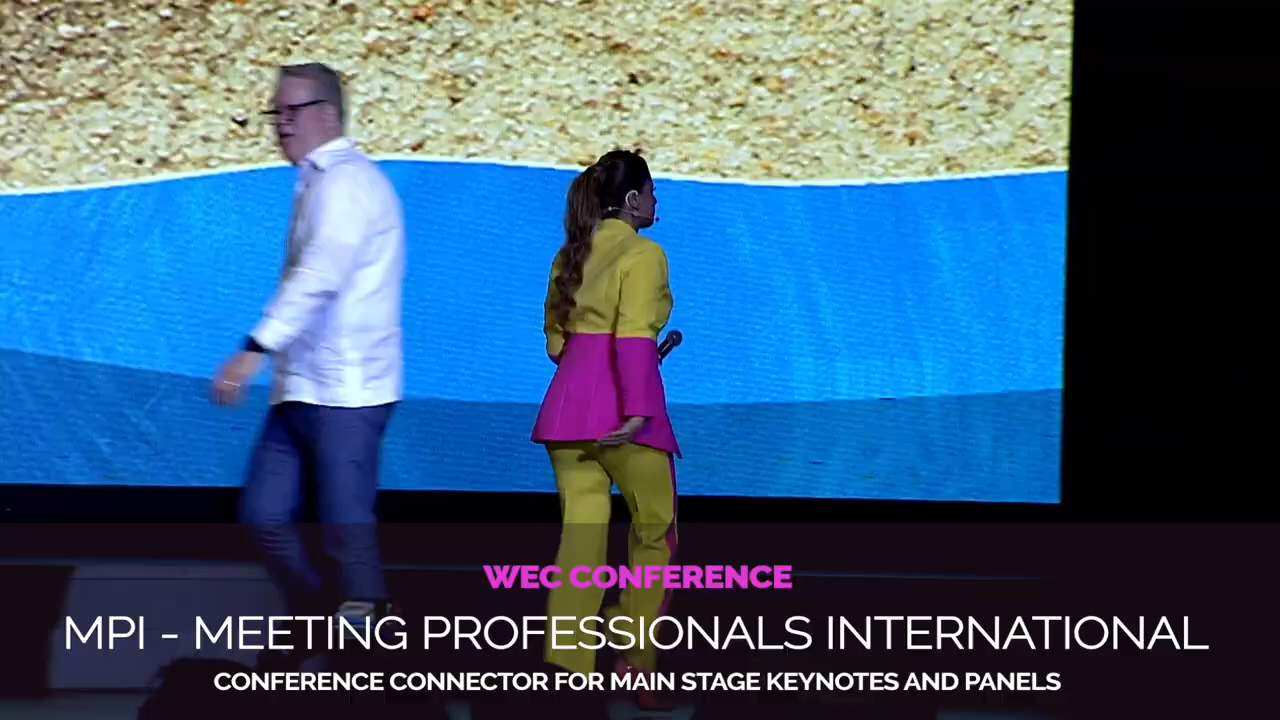 WEC CONFERENCE
MPI - MEETING PROFESSIONALS INTERNATIONAL
CONFERENCE CONNECTOR FOR MAIN STAGE KEYNOTES AND PANELS